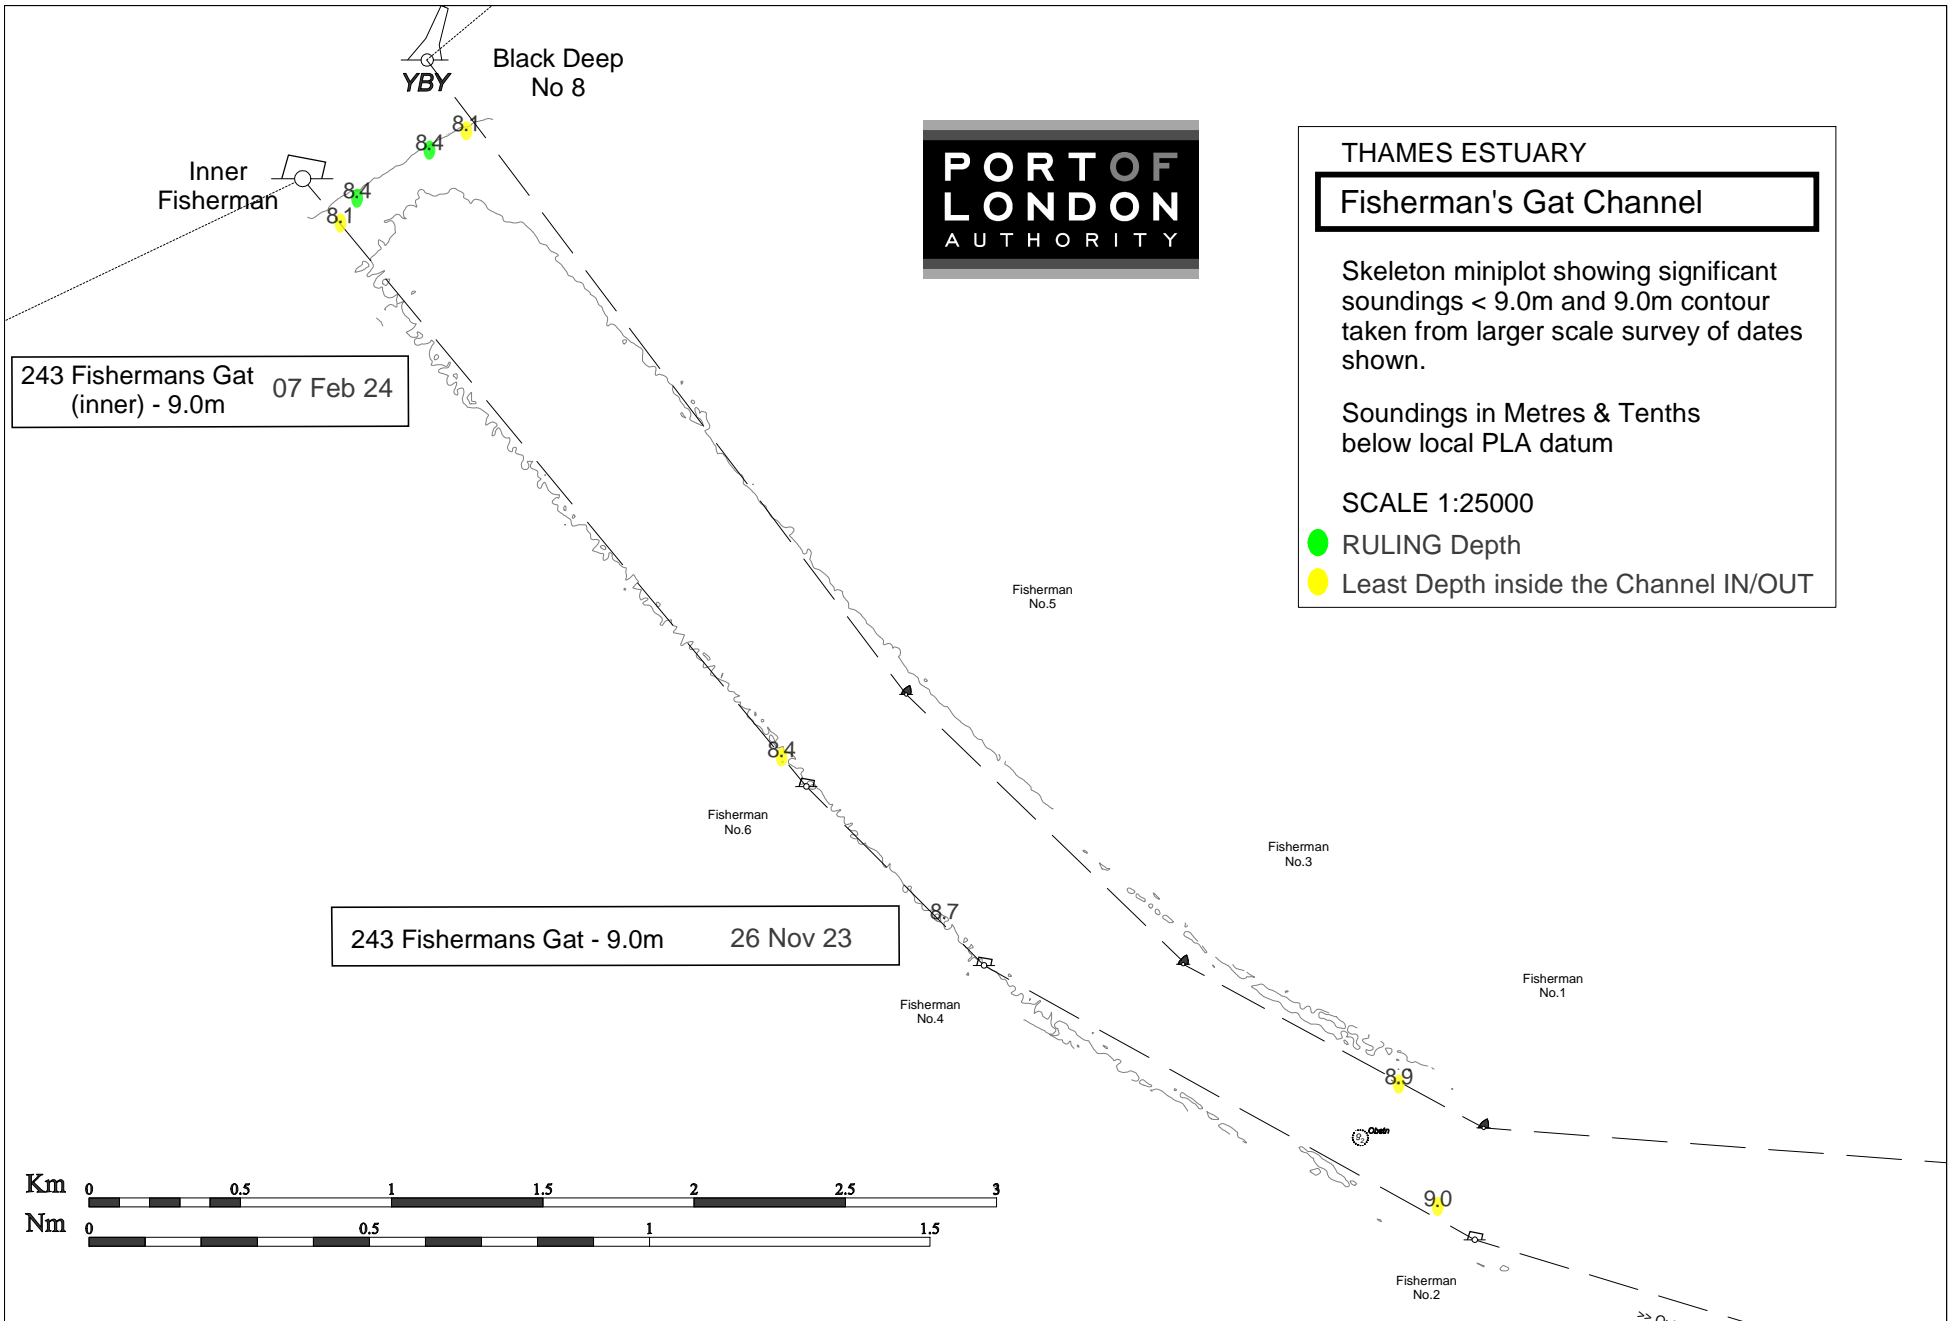 YBY
Black Deep
No 8
Inner
Fisherman
8.1
8.4
8.4
8.1
PORT OF
LONDON
AUTHORITY
THAMES ESTUARY
Fisherman's Gat Channel
Skeleton miniplot showing significant
soundings < 9.0m and 9.0m contour
taken from larger scale survey of dates
shown.
Soundings in Metres & Tenths
below local PLA datum
SCALE 1:25000
RULING Depth
Least Depth inside the Channel IN/OUT
243 Fishermans Gat
(inner) - 9.0m
07 Feb 24
Fisherman
No.5
8.4
Fisherman
No.6
Fisherman
No.3
8.7
243 Fishermans Gat - 9.0m 26 Nov 23
Fisherman
No.4
Fisherman
No.1
8.9
Obstn
9.0
Fisherman
No.2
Km 0 0.5 1 1.5 2 2.5 3
Nm 0 0.5 1 1.5